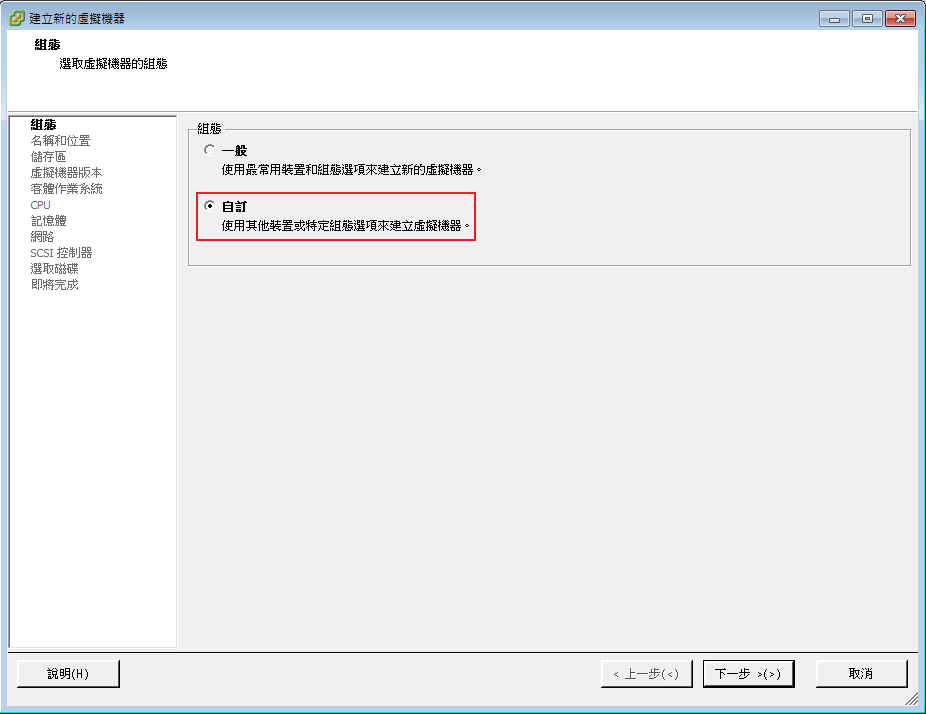 建立新的虛擬機器
組態
選取虛擬機器的組態
組態
名稱和位置
儲存區
虛擬機器版本
客體作業系統
CPU
記憶體
網路
SCSI 控制器
選取磁碟
即將完成
組態
一般
使用最常用裝置和組態選項來建立新的虛擬機器。
自訂
使用其他裝置或特定組態選項來建立虛擬機器。
說明(H)
< 上一步(<)
下一步 >(>)
取消